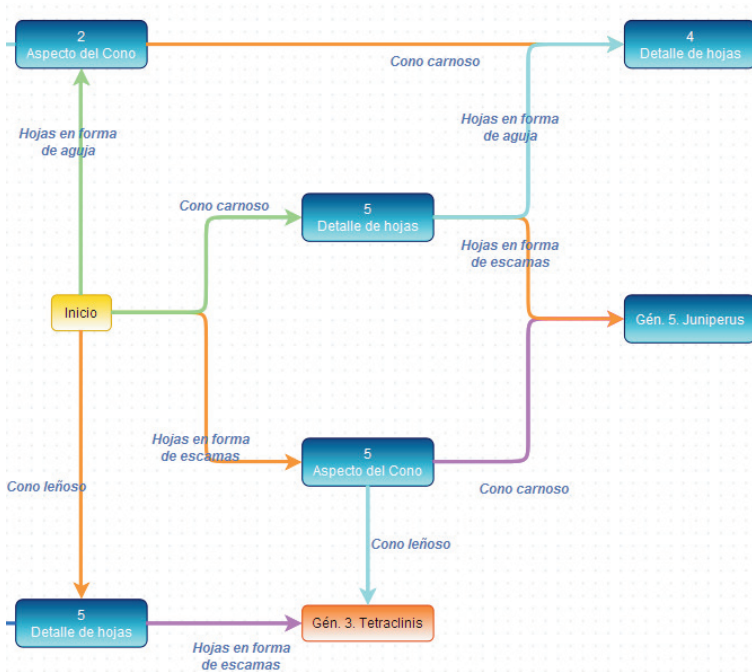 2
Aspecto del Cono
4
Detalle de hojas
Cono carnoso
Hojas en forma
de aguja
Hojas en forma
de aguja
Cono carnoso
5
Detalle de hojas
Hojas en forma
de escamas
Inicio
Gén. 5. Juniperus
Hojas en forma
de escamas
5
Aspecto del Cono
Cono leñoso
Cono carnoso
Cono leñoso
5
Detalle de hojas
Gén. 3. Tetraclinis
Hojas en forma
de escamas